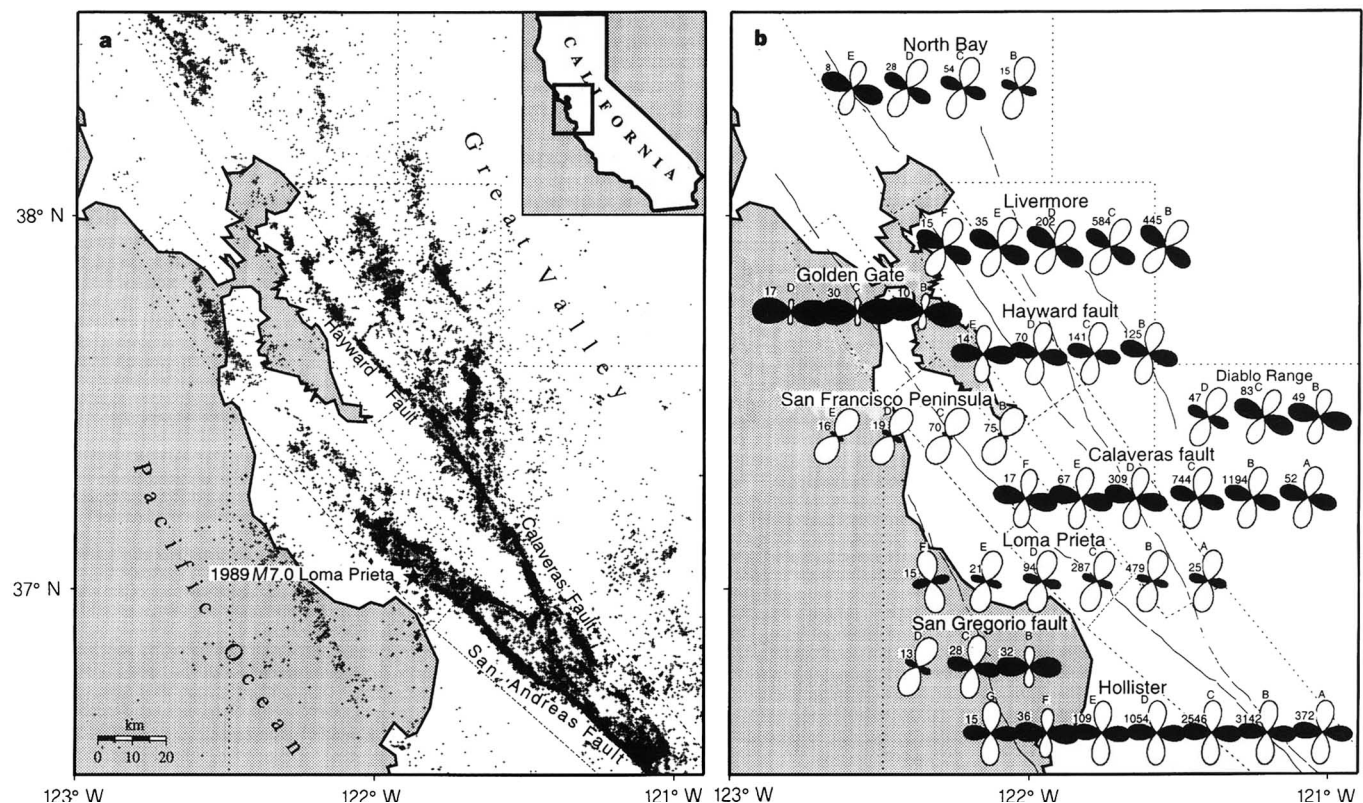 a
CALIFORNIA
Great Valley
38° N
Hayward
Fault
Pacific Ocean
1989 M7.0 Loma Prieta
37° N
Calaveras Fault
San Andreas Fault
km
0 10 20
123° W
122° W
121° W
b
North Bay
E D C B
8 28 54 15
Livermore
F E D C B
15 35 202 584 445
Golden Gate
D C B
17 30 10
Hayward fault
E D C B
14 70 141 125
Diablo Range
D C B
47 83 49
San Francisco Peninsula
E D C B
16 19 70 75
Calaveras fault
F E D C B A
17 67 309 744 1194 52
Loma Prieta
F E D C B A
15 21 94 287 479 25
San Gregorio fault
D C B
13 28 32
Hollister
G F E D C B A
15 36 109 1054 2546 3142 372
123° W
122° W
121° W